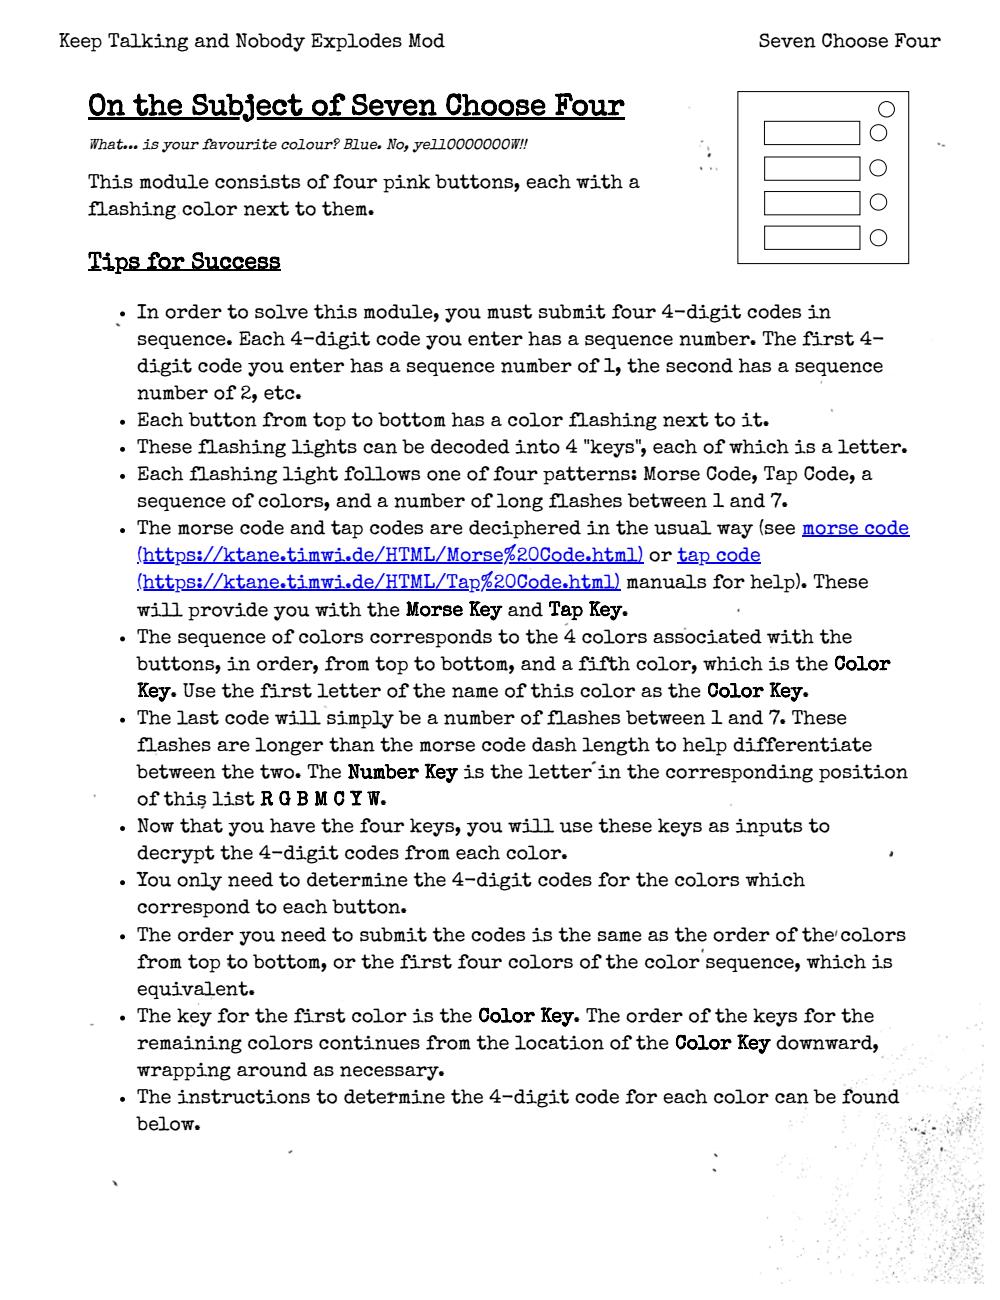 Keep Talking and Nobody Explodes Mod
Seven Choose Four
On the Subject of Seven Choose Four
What... is your favourite colour? Blue. No, yellOOOOOOOW!!
This module consists of four pink buttons, each with a
flashing color next to them.
Tips for Success
• In order to solve this module, you must submit four 4-digit codes in
sequence. Each 4-digit code you enter has a sequence number. The first 4-
digit code you enter has a sequence number of 1, the second has a sequence
number of 2, etc.
• Each button from top to bottom has a color flashing next to it.
• These flashing lights can be decoded into 4 "keys", each of which is a letter.
• Each flashing light follows one of four patterns: Morse Code, Tap Code, a
sequence of colors, and a number of long flashes between 1 and 7.
• The morse code and tap codes are deciphered in the usual way (see morse code
(https://ktane.timwi.de/HTML/Morse%20Code.html) or tap code
(https://ktane.timwi.de/HTML/Tap%20Code.html) manuals for help). These
will provide you with the Morse Key and Tap Key.
• The sequence of colors corresponds to the 4 colors associated with the
buttons, in order, from top to bottom, and a fifth color, which is the Color
Key. Use the first letter of the name of this color as the Color Key.
• The last code will simply be a number of flashes between 1 and 7. These
flashes are longer than the morse code dash length to help differentiate
between the two. The Number Key is the letter in the corresponding position
of this list R G B M C Y W.
• Now that you have the four keys, you will use these keys as inputs to
decrypt the 4-digit codes from each color.
• You only need to determine the 4-digit codes for the colors which
correspond to each button.
• The order you need to submit the codes is the same as the order of the colors
from top to bottom, or the first four colors of the color sequence, which is
equivalent.
• The key for the first color is the Color Key. The order of the keys for the
remaining colors continues from the location of the Color Key downward,
wrapping around as necessary.
• The instructions to determine the 4-digit code for each color can be found
below.